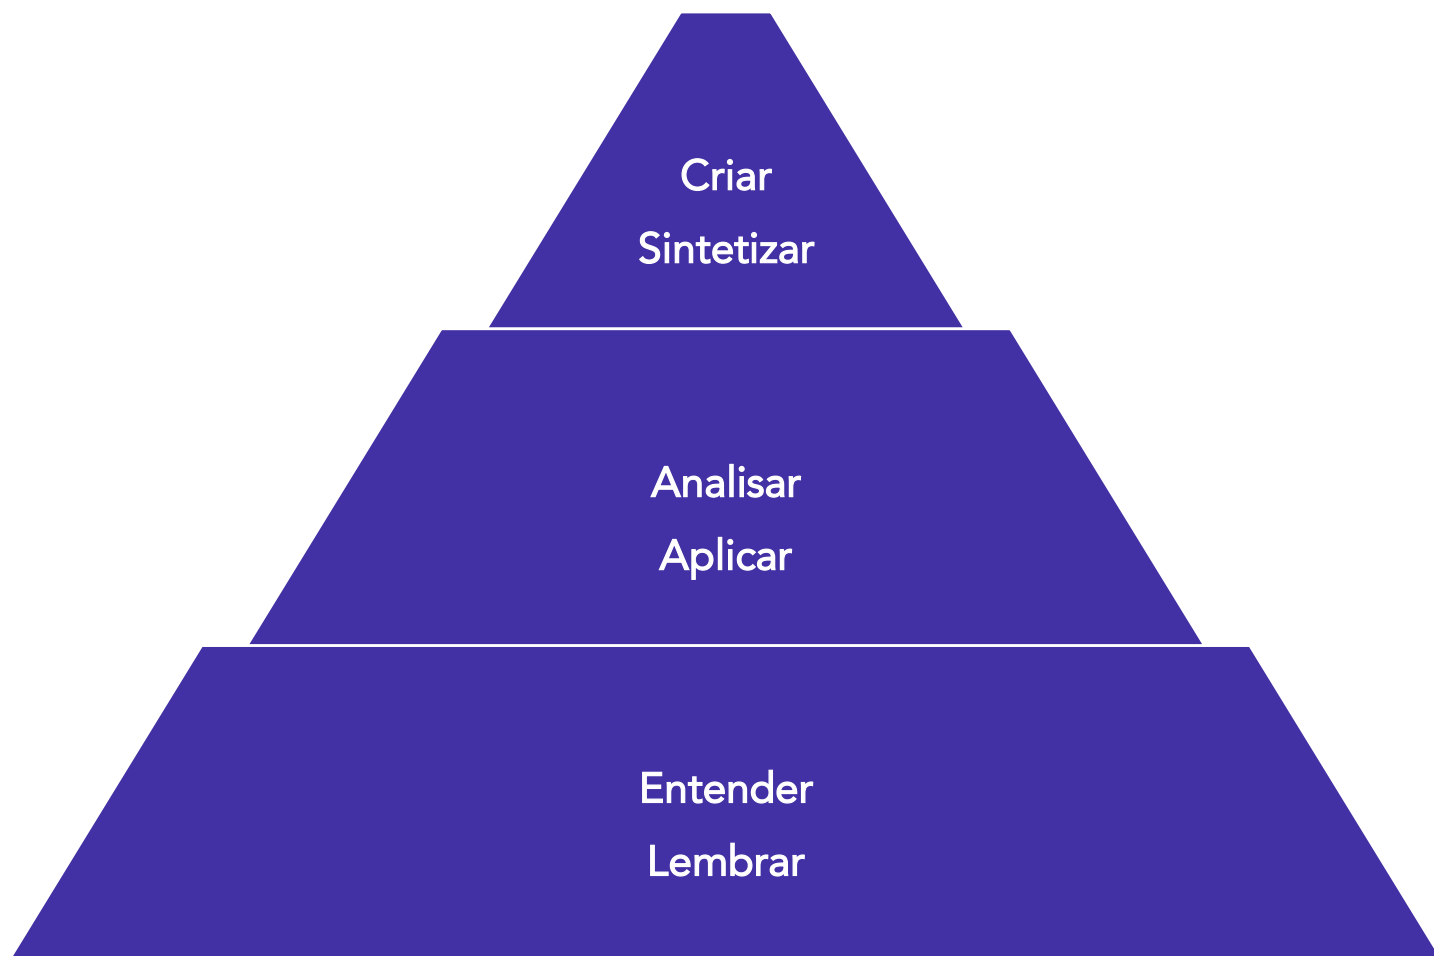 Criar
Sintetizar
Analisar
Aplicar
Entender
Lembrar